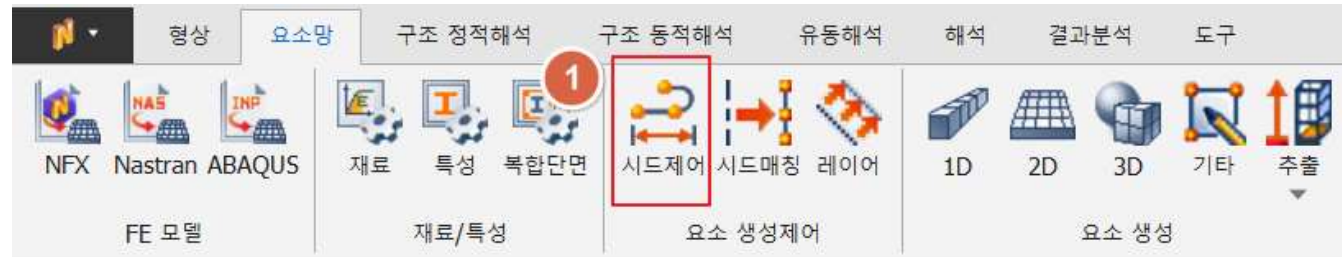 형상 요소망 구조 정적해석 구조 동적해석 유동해석 해석 결과분석 도구
1
NAS INP
NFX Nastran ABAQUS 재료 특성 복합단면 시드제어 시드매칭 레이어 1D 2D 3D 기타 추출
FE 모델 재료/특성 요소 생성제어 요소 생성